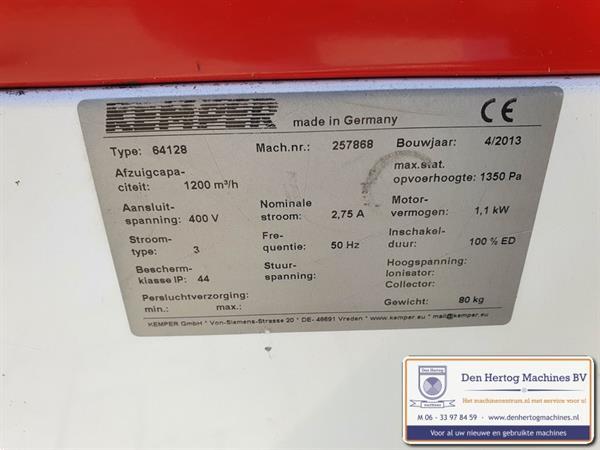 KEMPER made in Germany CE
Type: 64128 Mach.nr.: 257868 Bouwjaar: 4/2013
Afzuigcapa-
citeit: 1200 m³/h
max.stat.
opvoerhoogte: 1350 Pa
Aansluit-
spanning: 400 V
Nominale
stroom: 2,75 A
Motor-
vermogen: 1,1 kW
Stroom-
type: 3
Fre-
quentie: 50 Hz
Inschakel-
duur: 100 % ED
Bescherm-
klasse IP: 44
Stuur-
spanning:
Hoogspanning:
Ionisator:
Collector:
Persluchtverzorging:
min.: max.:
Gewicht: 80 kg
KEMPER GmbH * Von-Siemens-Strasse 20 * DE- 48691 Vreden * www.kemper.eu * mail@kemper.eu
Den Hertog Machines BV
Het machinecentrum.nl met service voor u!
M 06 - 33 97 84 59 - www.denhertogmachines.nl
Voor al uw nieuwe en gebruikte machines